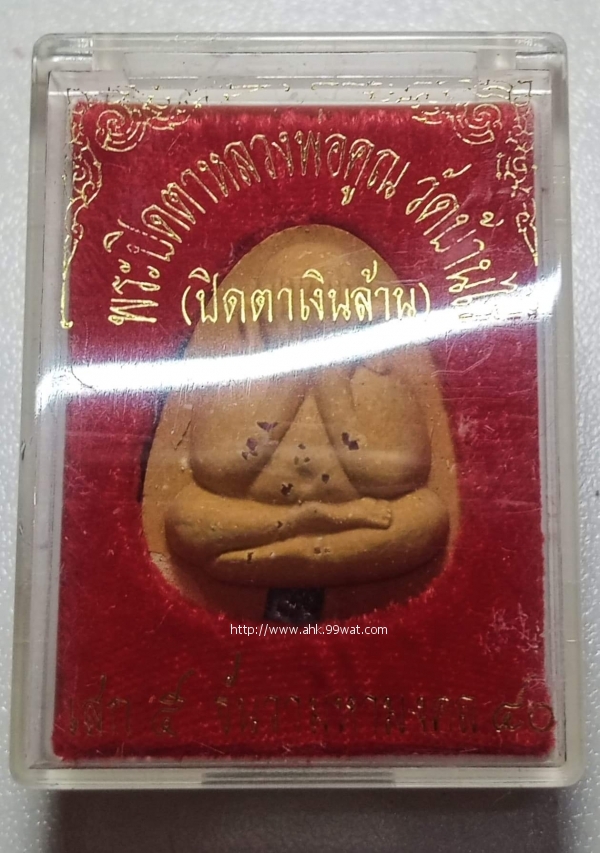 พระปิดตาหลวงพ่อคูณ วัดบ้านไร่
(ปิดตาเงินล้าน)
http://www.ahk.99wat.com
เสาร์ ๕